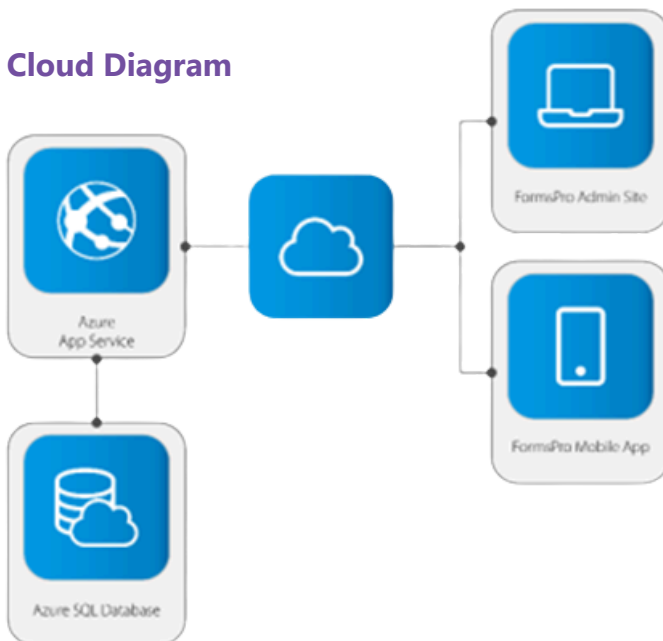 Cloud Diagram
FormsPro Admin Site
Azure
App Service
FormsPro Mobile App
Azure SQL Database